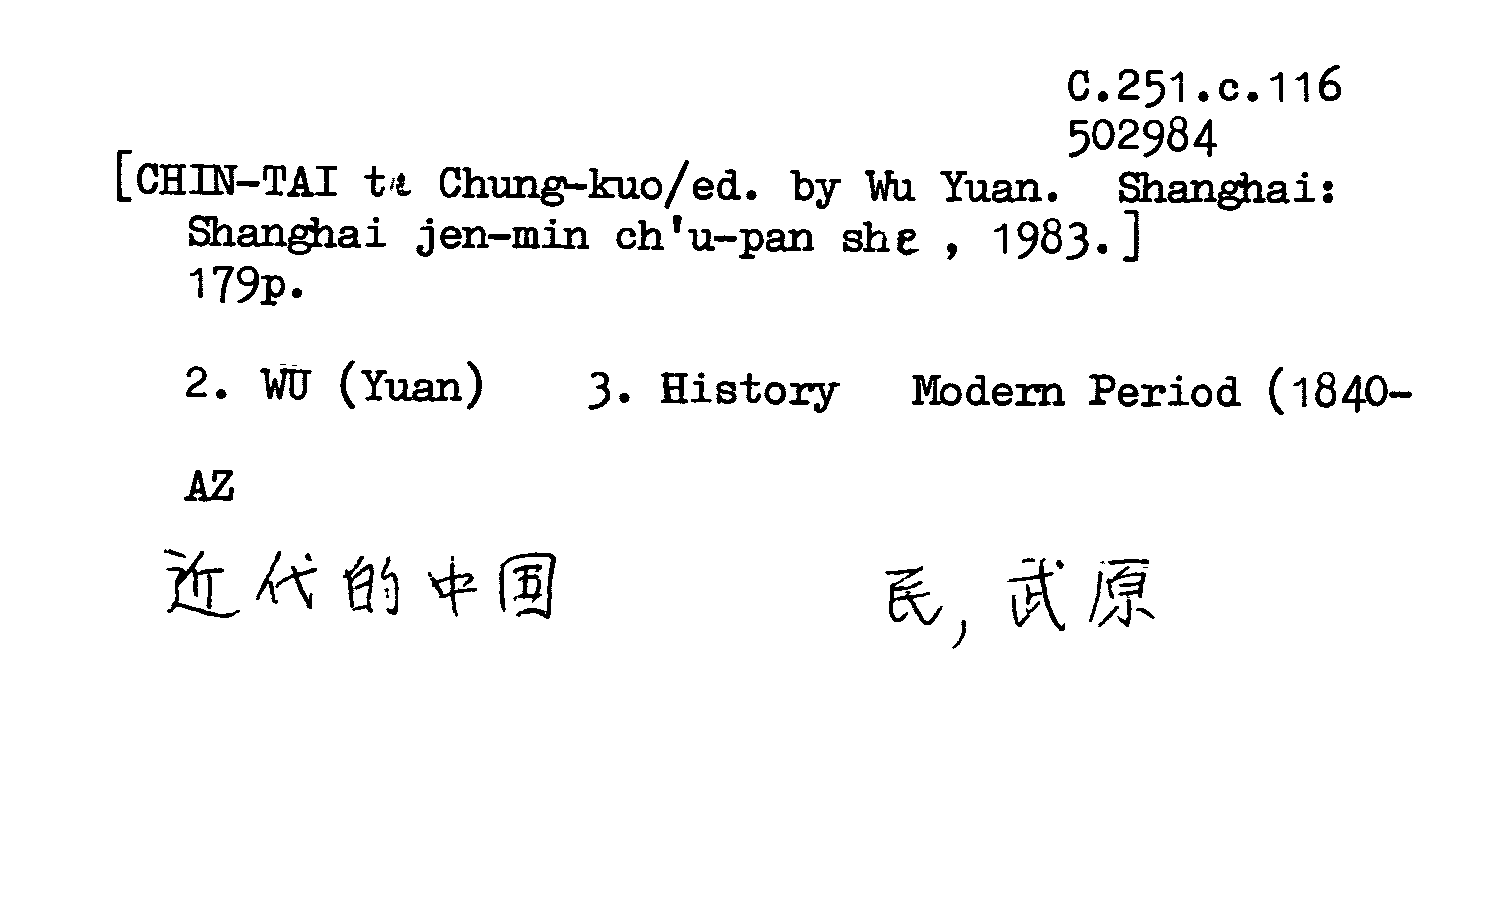 C.251.c.116
502984
[CHIN-TAI te Chung-kuo/ed. by Wu Yuan. Shanghai:
Shanghai jen-min ch'u-pan she, 1983.]
179p.
2. WU (Yuan) 3. History Modern Period (1840-
AZ
近代的中国 民, 武原